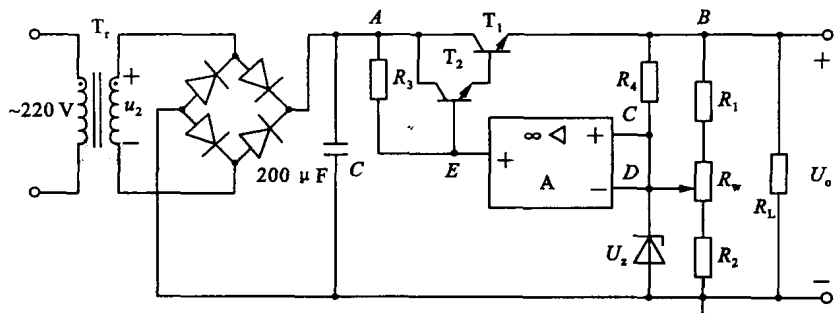 A
B
Tr
T₁
T₂
R₃
R₄
C
R₁
~220 V
+
u₂
−
∞ ◁ +
+
−
A
E
D
200 μF
C
Rw
RL
Uo
+
−
Uz
R₂